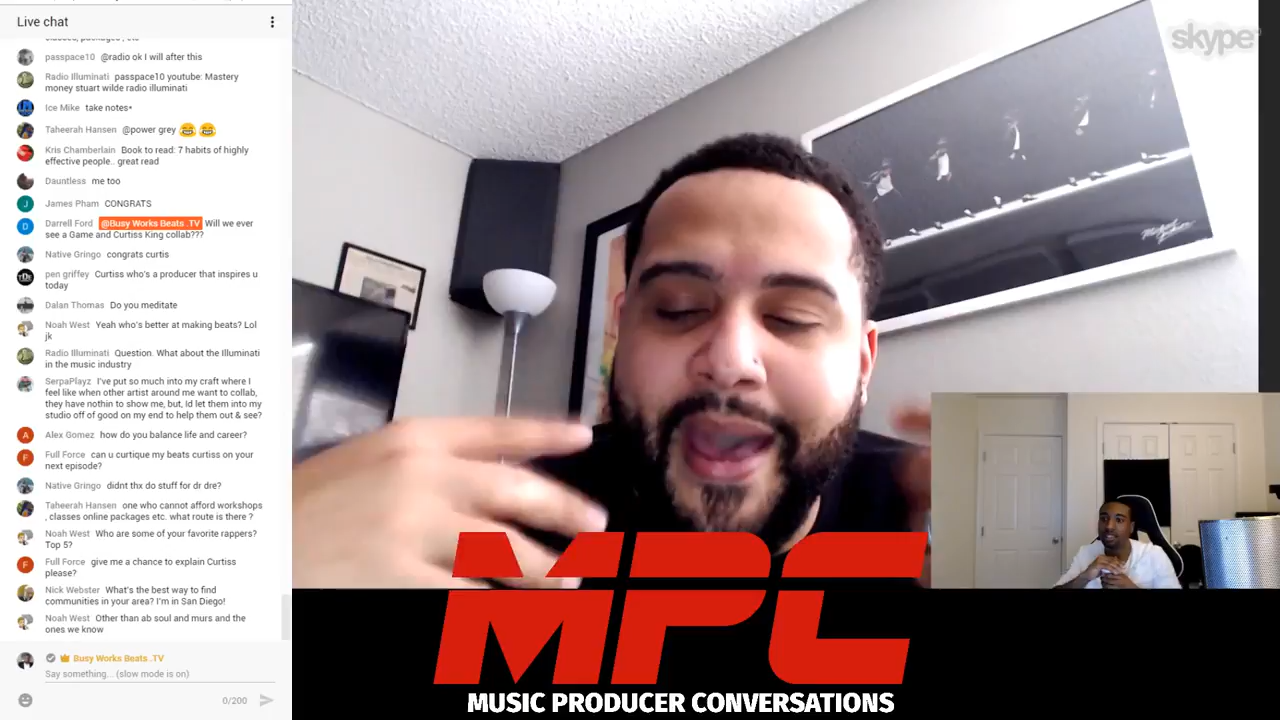 Live chat
passpace10 @radio ok I will after this
Radio Illuminati passpace10 youtube: Mastery
money stuart wilde radio illuminati
Ice Mike take notes*
Taheerah Hansen @power grey 😂 😂
Kris Chamberlain Book to read: 7 habits of highly
effective people.. great read
Dauntless me too
J
James Pham CONGRATS
D
Darrell Ford @Busy Works Beats .TV Will we ever
see a Game and Curtiss King collab???
Native Gringo congrats curtis
pen griffey Curtiss who's a producer that inspires u
today
Dalan Thomas Do you meditate
Noah West Yeah who's better at making beats? Lol
jk
Radio Illuminati Question. What about the Illuminati
in the music industry
SerpaPlayz I've put so much into my craft where I
feel like when other artist around me want to collab,
they have nothin to show me, but, Id let them into my
studio off of good on my end to help them out & see?
A
Alex Gomez how do you balance life and career?
F
Full Force can u curtique my beats curtiss on your
next episode?
Native Gringo didnt thx do stuff for dr dre?
Taheerah Hansen one who cannot afford workshops
, classes online packages etc. what route is there ?
Noah West Who are some of your favorite rappers?
Top 5?
F
Full Force give me a chance to explain Curtiss
please?
Nick Webster What's the best way to find
communities in your area? I'm in San Diego!
Noah West Other than ab soul and murs and the
ones we know
Busy Works Beats .TV
Say something... (slow mode is on)
0/200
skype
MPC
MUSIC PRODUCER CONVERSATIONS